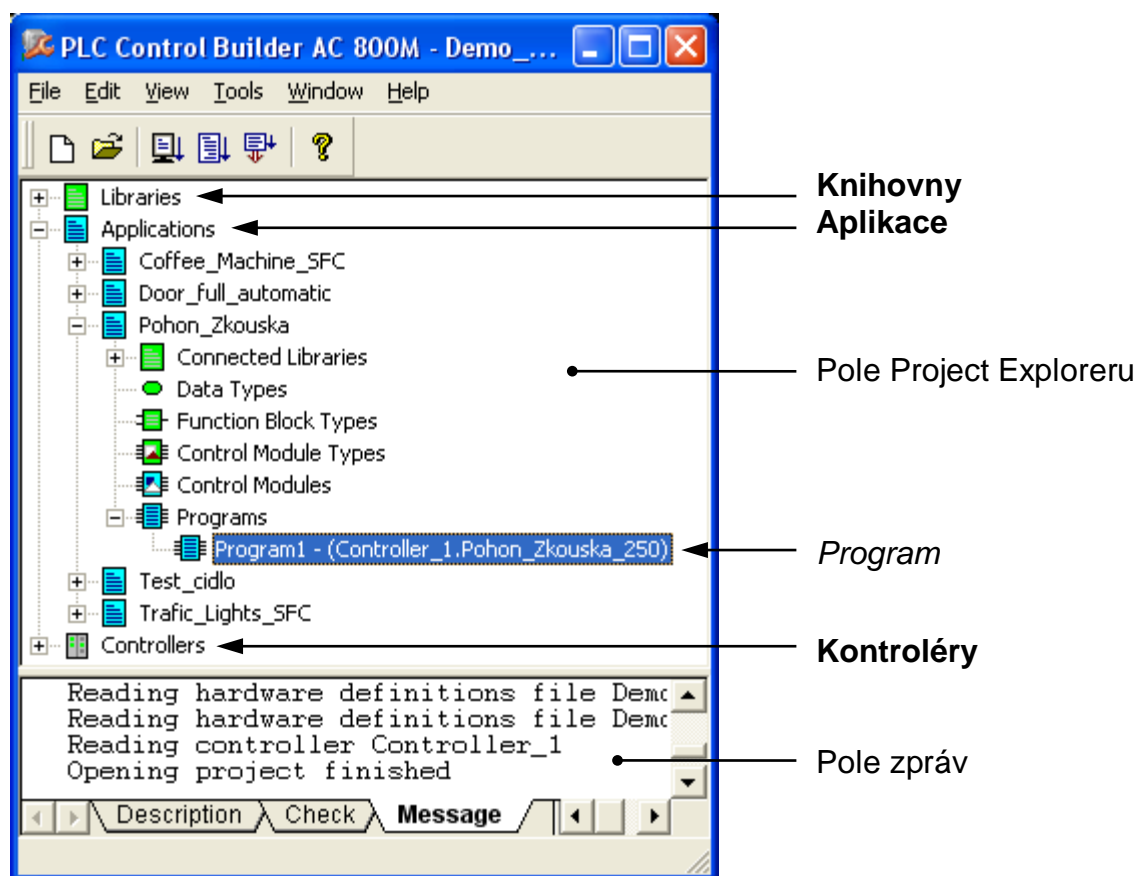 PLC Control Builder AC 800M - Demo_...
File Edit View Tools Window Help
Libraries
Knihovny
Applications
Aplikace
Coffee_Machine_SFC
Door_full_automatic
Pohon_Zkouska
Connected Libraries
Pole Project Exploreru
Data Types
Function Block Types
Control Module Types
Control Modules
Programs
Program1 - (Controller_1.Pohon_Zkouska_250)
Program
Test_cidlo
Trafic_Lights_SFC
Controllers
Kontroléry
Reading hardware definitions file Demo
Reading hardware definitions file Demo
Reading controller Controller_1
Opening project finished
Pole zpráv
Description Check Message